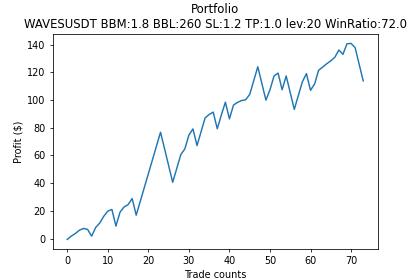 Portfolio
WAVESUSDT BBM:1.8 BBL:260 SL:1.2 TP:1.0 lev:20 WinRatio:72.0
140
120
100
80
60
40
20
0
Profit ($)
0 10 20 30 40 50 60 70
Trade counts